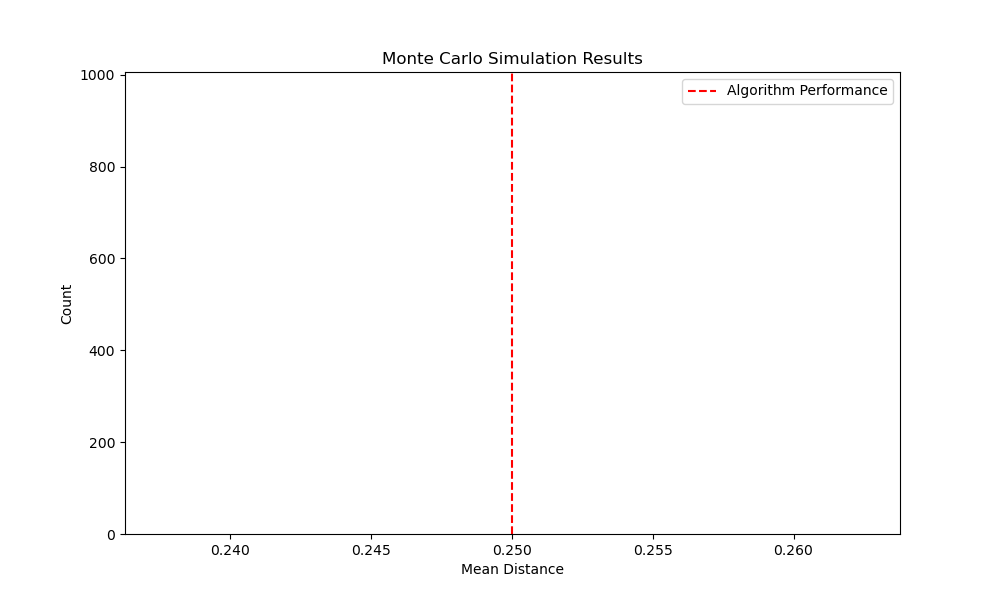 Monte Carlo Simulation Results
Algorithm Performance
1000
800
600
400
200
0
Count
0.240 0.245 0.250 0.255 0.260
Mean Distance